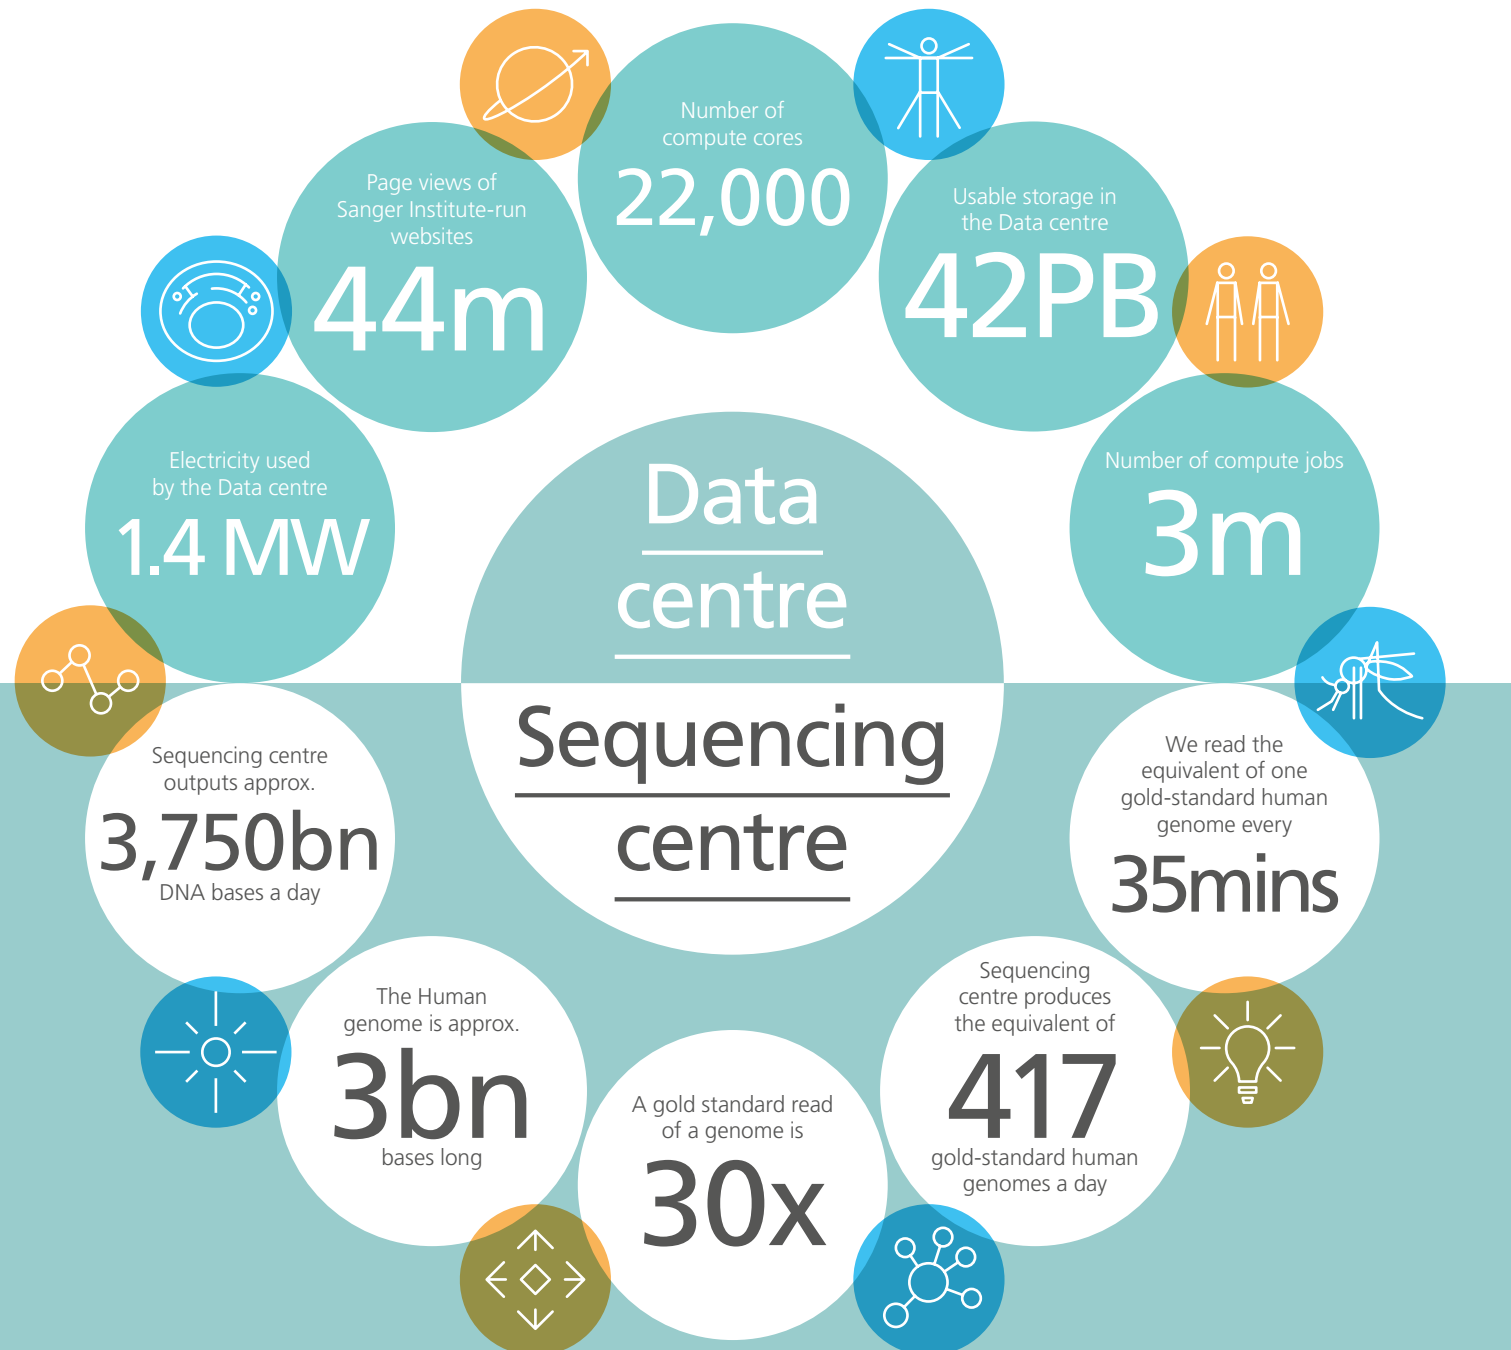 Number of
compute cores
22,000
Page views of
Sanger Institute-run
websites
44m
Usable storage in
the Data centre
42PB
Electricity used
by the Data centre
1.4 MW
Number of compute jobs
3m
Data
centre
Sequencing
centre
Sequencing centre
outputs approx.
3,750bn
DNA bases a day
We read the
equivalent of one
gold-standard human
genome every
35mins
The Human
genome is approx.
3bn
bases long
A gold standard read
of a genome is
30x
Sequencing
centre produces
the equivalent of
417
gold-standard human
genomes a day